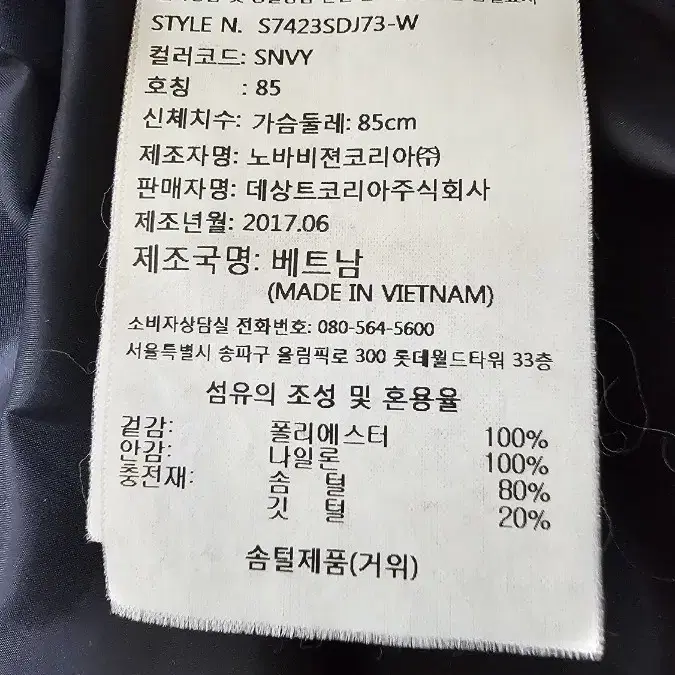 STYLE N. S7423SDJ73-W
컬러코드: SNVY
호칭 : 85
신체치수: 가슴둘레: 85cm
제조자명: 노바비젼코리아㈜
판매자명: 데상트코리아주식회사
제조년월: 2017.06
제조국명: 베트남
(MADE IN VIETNAM)
소비자상담실 전화번호: 080-564-5600
서울특별시 송파구 올림픽로 300 롯데월드타워 33층
섬유의 조성 및 혼용율
겉감: 폴리에스터 100%
안감: 나일론 100%
충전재: 솜 털 80%
깃 털 20%
솜털제품(거위)